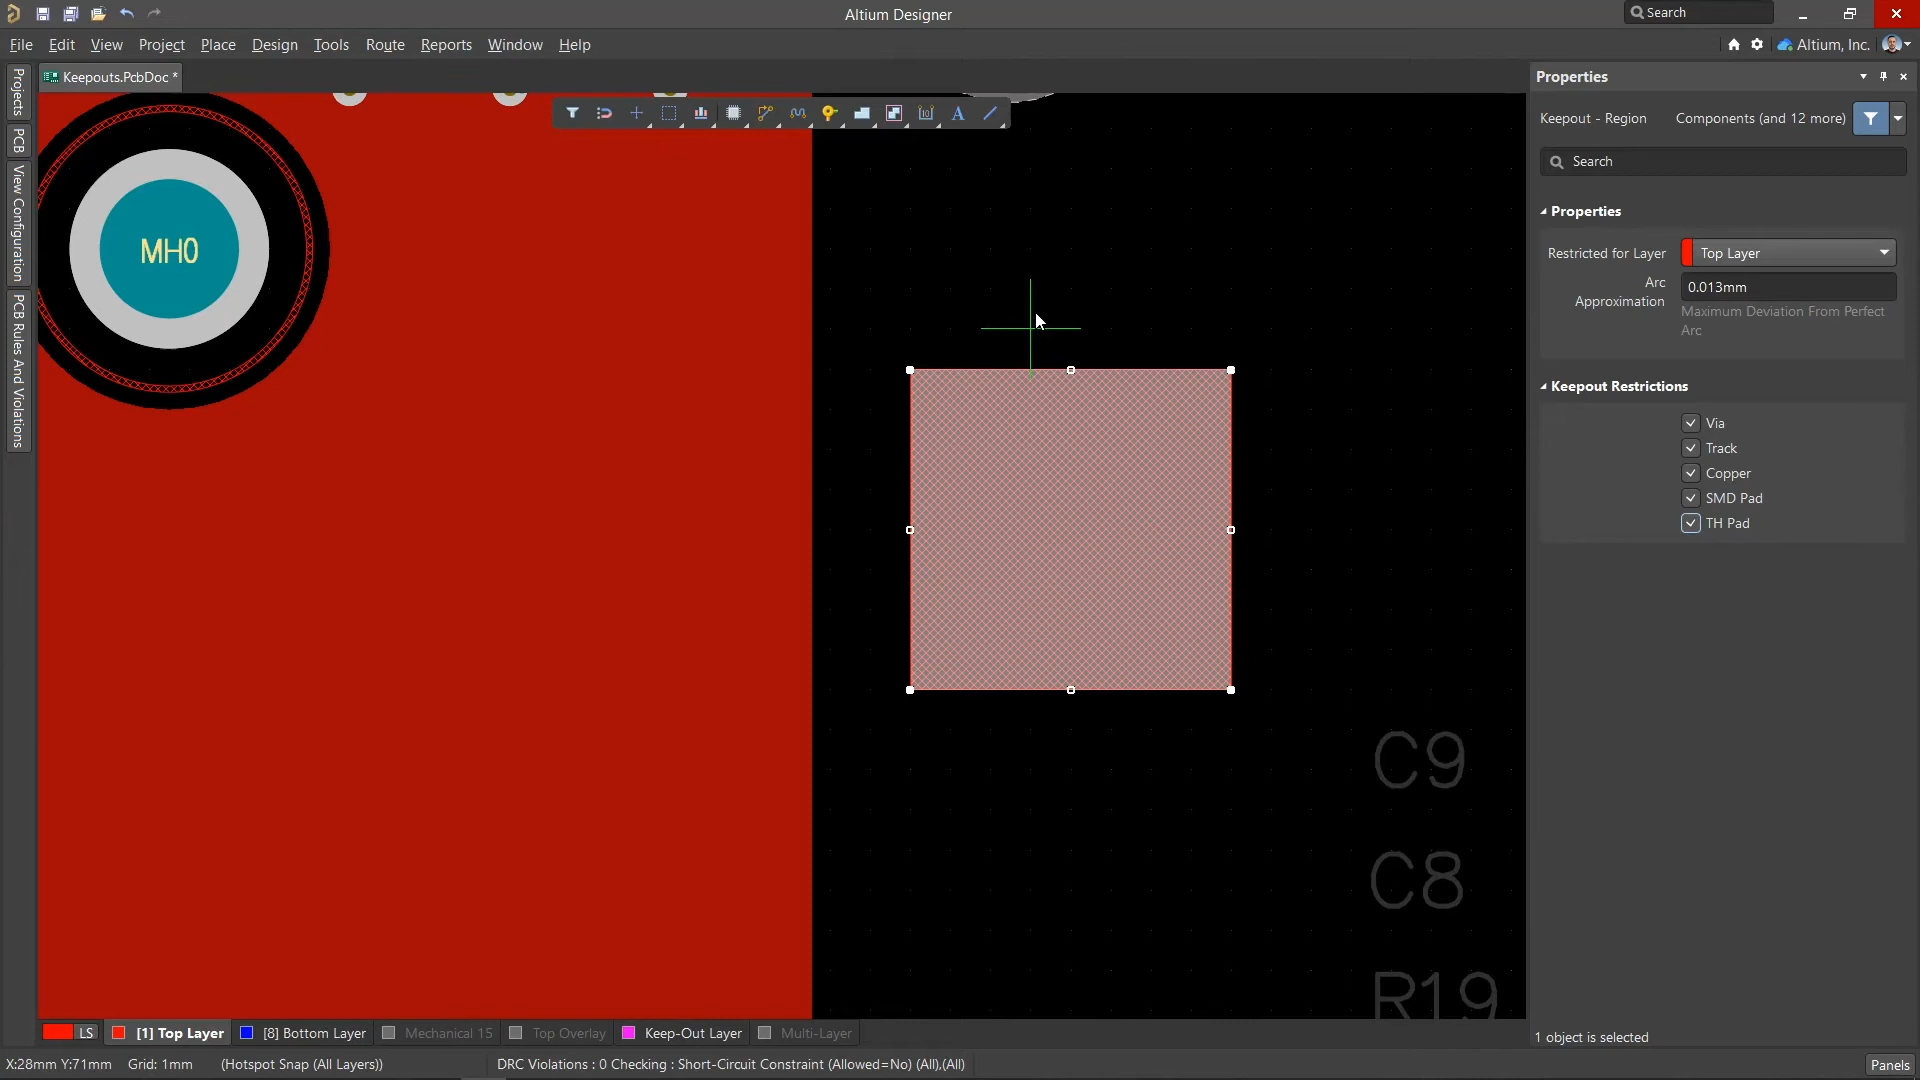 Altium Designer
Search
File Edit View Project Place Design Tools Route Reports Window Help
Altium, Inc.
Projects
PCB
View Configuration
PCB Rules And Violations
Keepouts.PcbDoc *
MH0
C9
C8
R19
Properties
Keepout - Region Components (and 12 more)
Search
Properties
Restricted for Layer Top Layer
Arc
Approximation
0.013mm
Maximum Deviation From Perfect
Arc
Keepout Restrictions
Via
Track
Copper
SMD Pad
TH Pad
1 object is selected
LS [1] Top Layer [8] Bottom Layer Mechanical 15 Top Overlay Keep-Out Layer Multi-Layer
X:28mm Y:71mm Grid: 1mm (Hotspot Snap (All Layers)) DRC Violations : 0 Checking : Short-Circuit Constraint (Allowed=No) (All),(All)
Panels